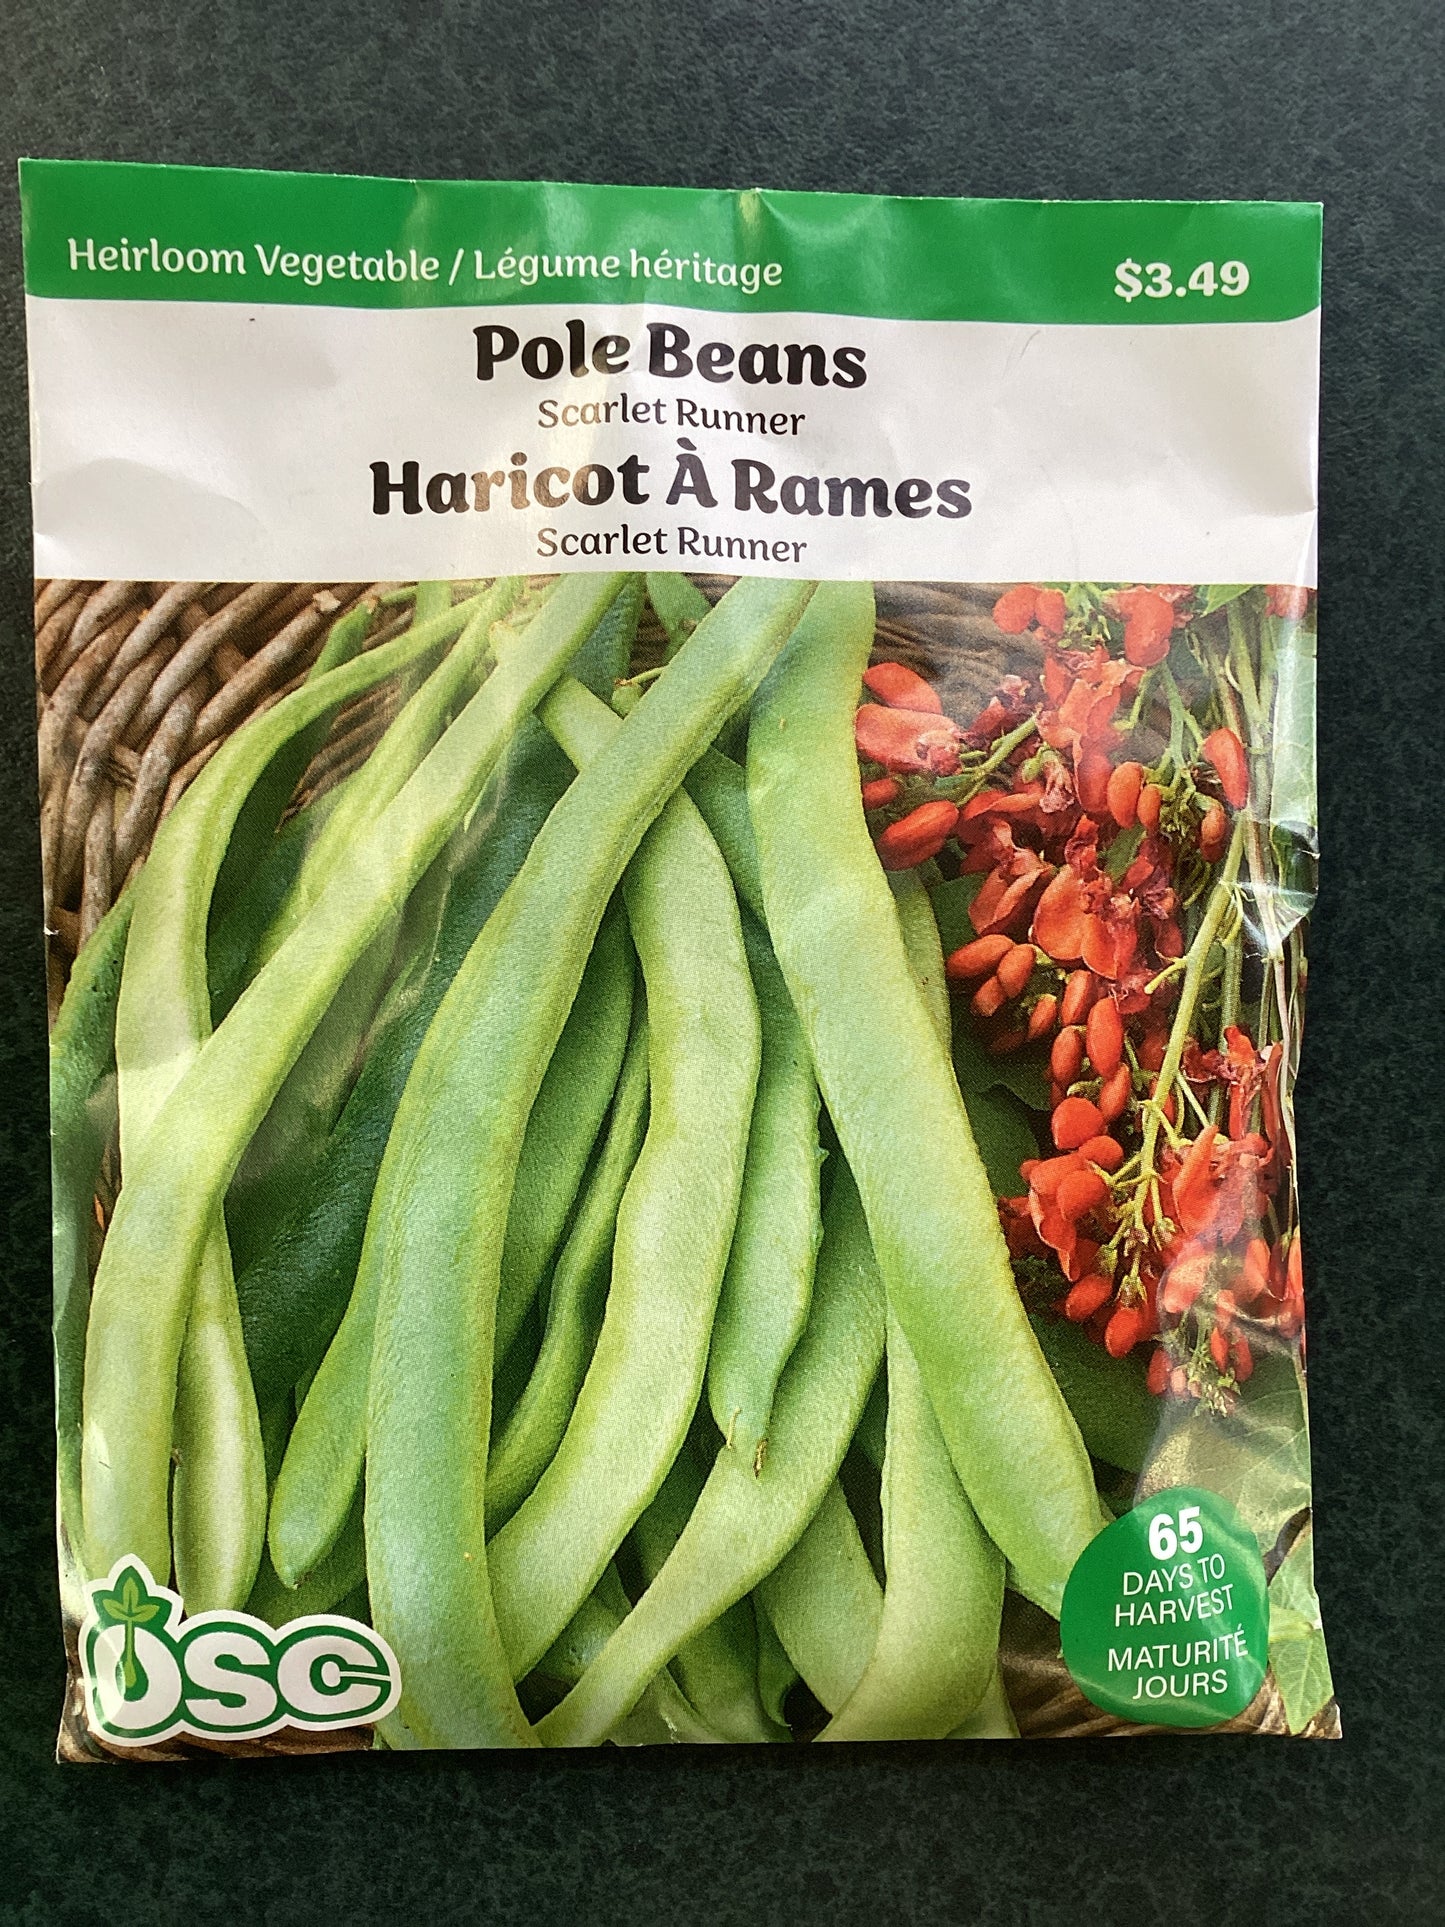 Heirloom Vegetable / Légume héritage
$3.49
Pole Beans
Scarlet Runner
Haricot À Rames
Scarlet Runner
65
DAYS TO
HARVEST
MATURITÉ
JOURS
OSC